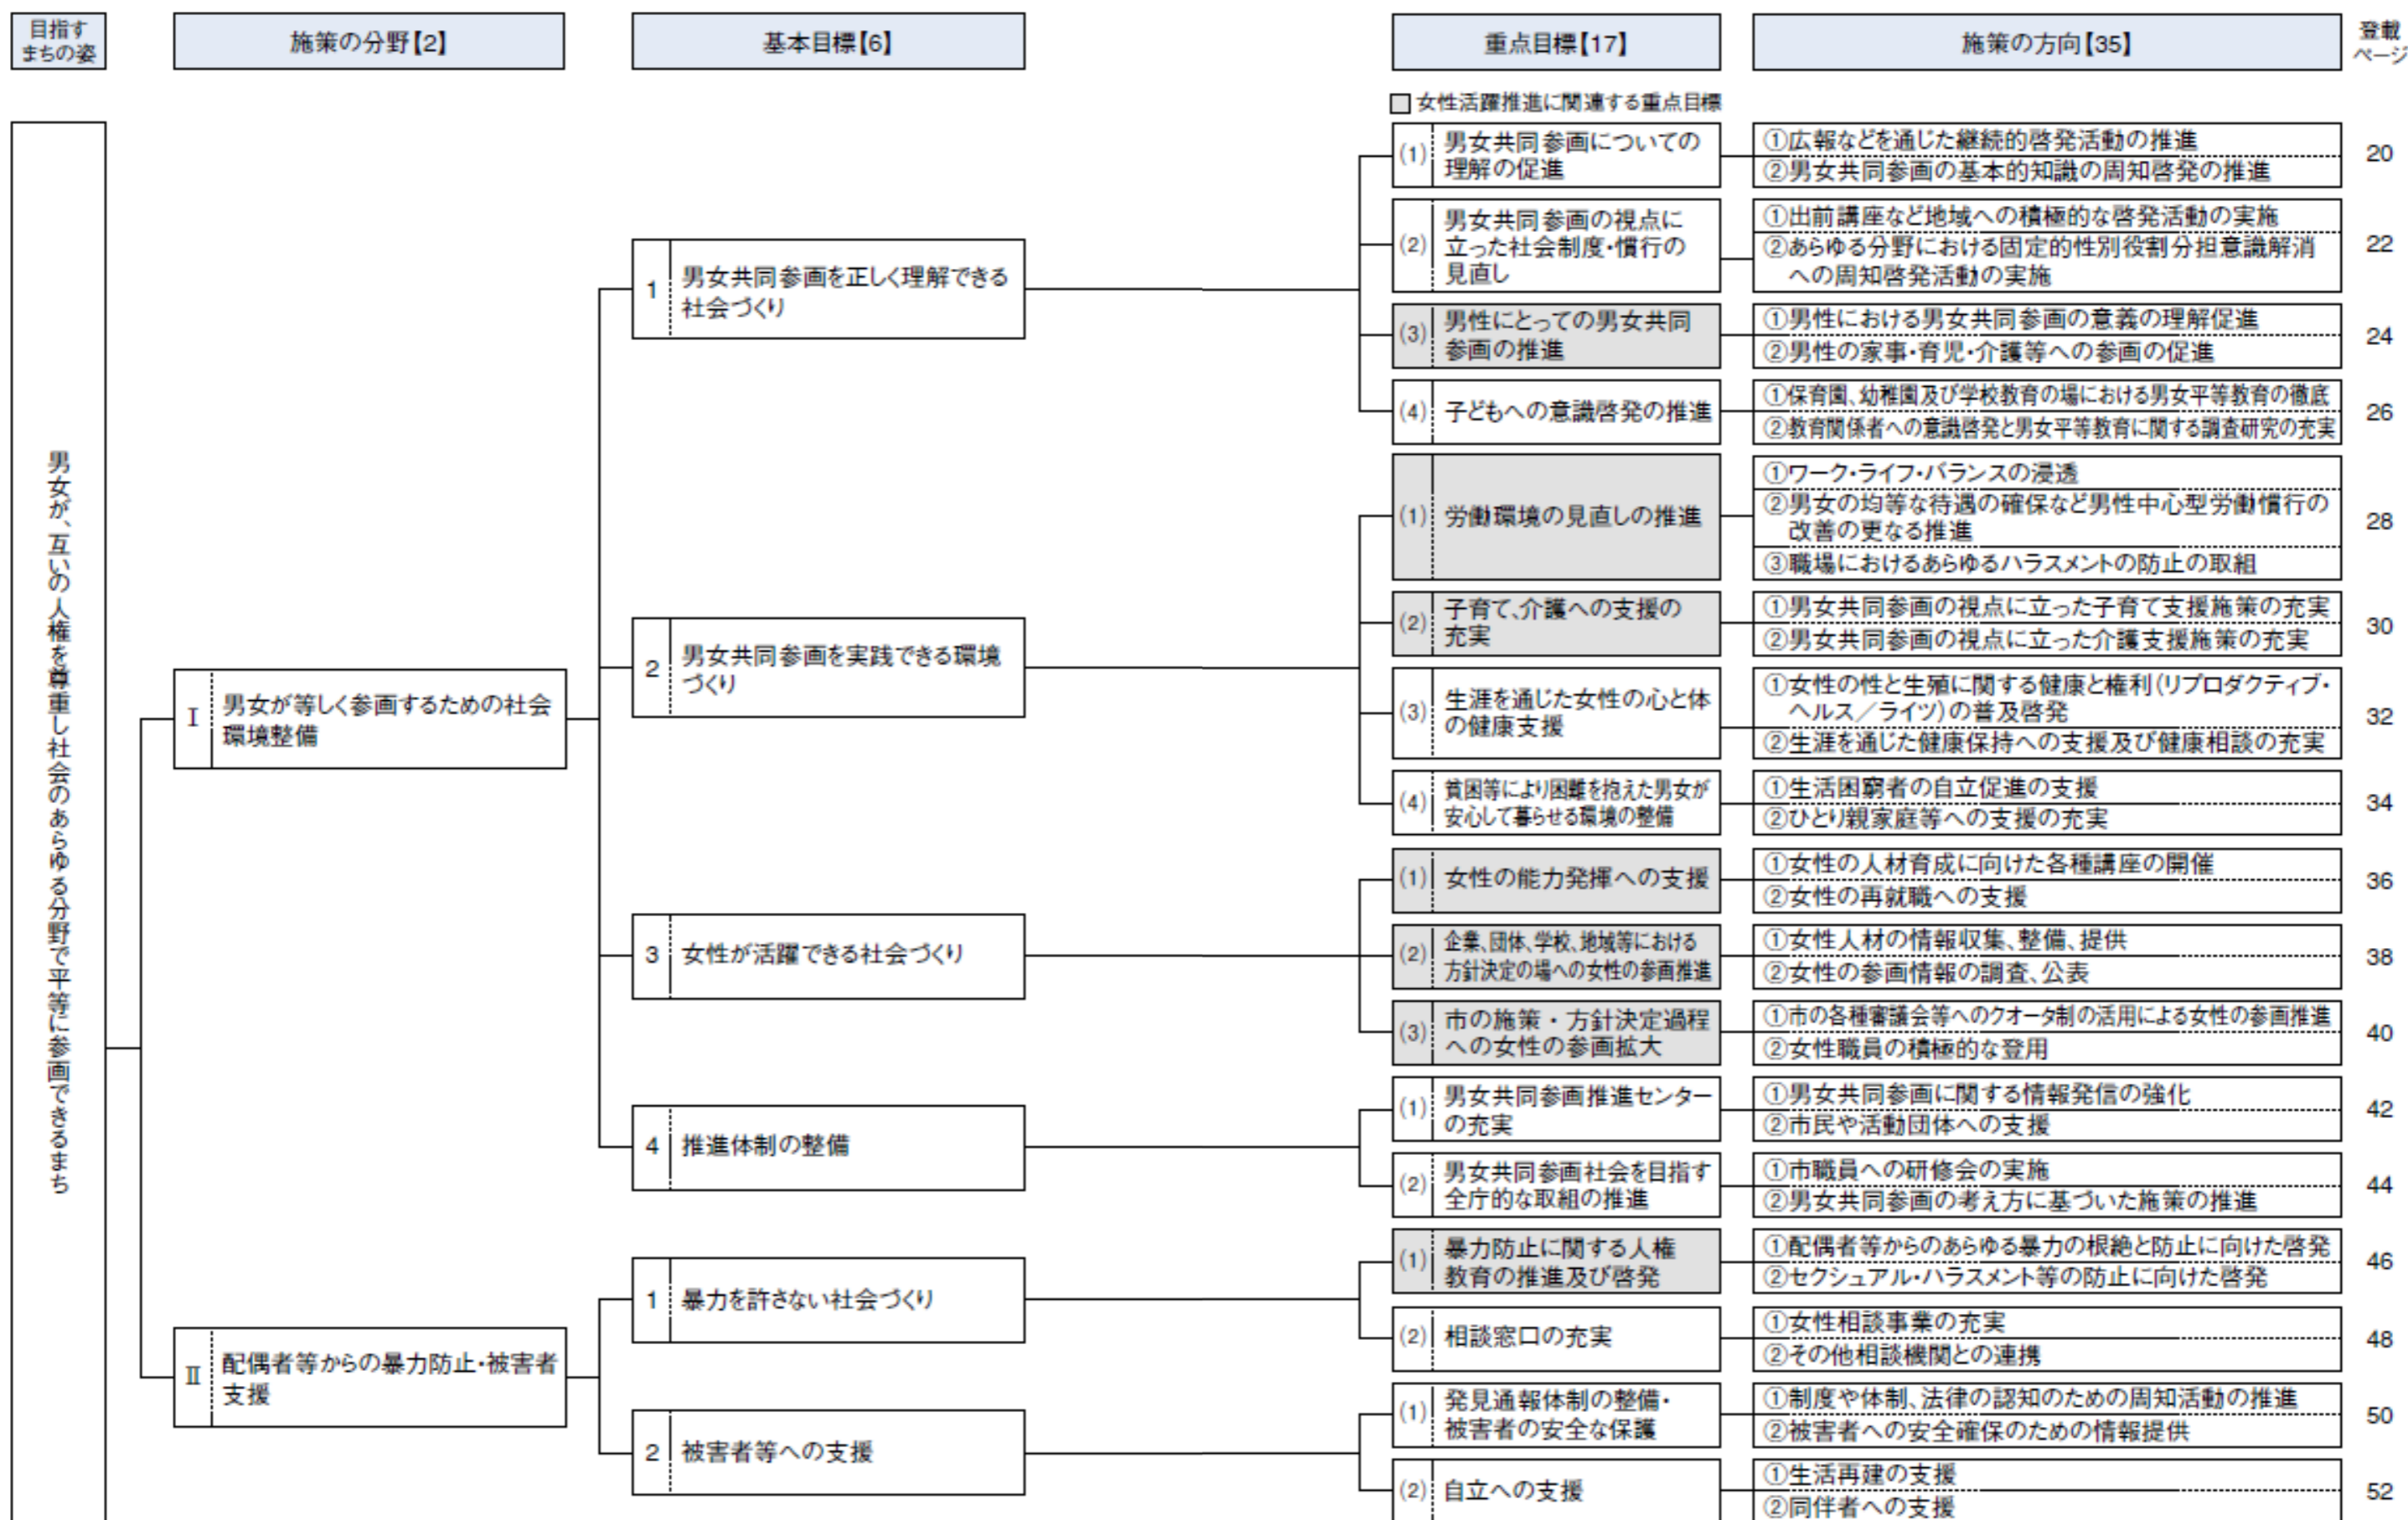 目指す
まちの姿
施策の分野【2】
基本目標【6】
重点目標【17】
施策の方向【35】
登載
ページ
女性活躍推進に関連する重点目標
男女が、互いの人権を尊重し社会のあらゆる分野で平等に参画できるまち
Ⅰ 男女が等しく参画するための社会
環境整備
1 男女共同参画を正しく理解できる
社会づくり
(1) 男女共同参画についての
理解の促進
①広報などを通じた継続的啓発活動の推進
②男女共同参画の基本的知識の周知啓発の推進
20
(2) 男女共同参画の視点に
立った社会制度・慣行の
見直し
①出前講座など地域への積極的な啓発活動の実施
②あらゆる分野における固定的性別役割分担意識解消
への周知啓発活動の実施
22
(3) 男性にとっての男女共同
参画の推進
①男性における男女共同参画の意義の理解促進
②男性の家事・育児・介護等への参画の促進
24
(4) 子どもへの意識啓発の推進
①保育園、幼稚園及び学校教育の場における男女平等教育の徹底
②教育関係者への意識啓発と男女平等教育に関する調査研究の充実
26
2 男女共同参画を実践できる環境
づくり
(1) 労働環境の見直しの推進
①ワーク・ライフ・バランスの浸透
②男女の均等な待遇の確保など男性中心型労働慣行の
改善の更なる推進
③職場におけるあらゆるハラスメントの防止の取組
28
(2) 子育て、介護への支援の
充実
①男女共同参画の視点に立った子育て支援施策の充実
②男女共同参画の視点に立った介護支援施策の充実
30
(3) 生涯を通じた女性の心と体
の健康支援
①女性の性と生殖に関する健康と権利(リプロダクティブ・
ヘルス／ライツ)の普及啓発
②生涯を通じた健康保持への支援及び健康相談の充実
32
(4) 貧困等により困難を抱えた男女が
安心して暮らせる環境の整備
①生活困窮者の自立促進の支援
②ひとり親家庭等への支援の充実
34
3 女性が活躍できる社会づくり
(1) 女性の能力発揮への支援
①女性の人材育成に向けた各種講座の開催
②女性の再就職への支援
36
(2) 企業、団体、学校、地域等における
方針決定の場への女性の参画推進
①女性人材の情報収集、整備、提供
②女性の参画情報の調査、公表
38
(3) 市の施策・方針決定過程
への女性の参画拡大
①市の各種審議会等へのクオータ制の活用による女性の参画推進
②女性職員の積極的な登用
40
4 推進体制の整備
(1) 男女共同参画推進センター
の充実
①男女共同参画に関する情報発信の強化
②市民や活動団体への支援
42
(2) 男女共同参画社会を目指す
全庁的な取組の推進
①市職員への研修会の実施
②男女共同参画の考え方に基づいた施策の推進
44
Ⅱ 配偶者等からの暴力防止・被害者
支援
1 暴力を許さない社会づくり
(1) 暴力防止に関する人権
教育の推進及び啓発
①配偶者等からのあらゆる暴力の根絶と防止に向けた啓発
②セクシュアル・ハラスメント等の防止に向けた啓発
46
(2) 相談窓口の充実
①女性相談事業の充実
②その他相談機関との連携
48
2 被害者等への支援
(1) 発見通報体制の整備・
被害者の安全な保護
①制度や体制、法律の認知のための周知活動の推進
②被害者への安全確保のための情報提供
50
(2) 自立への支援
①生活再建の支援
②同伴者への支援
52